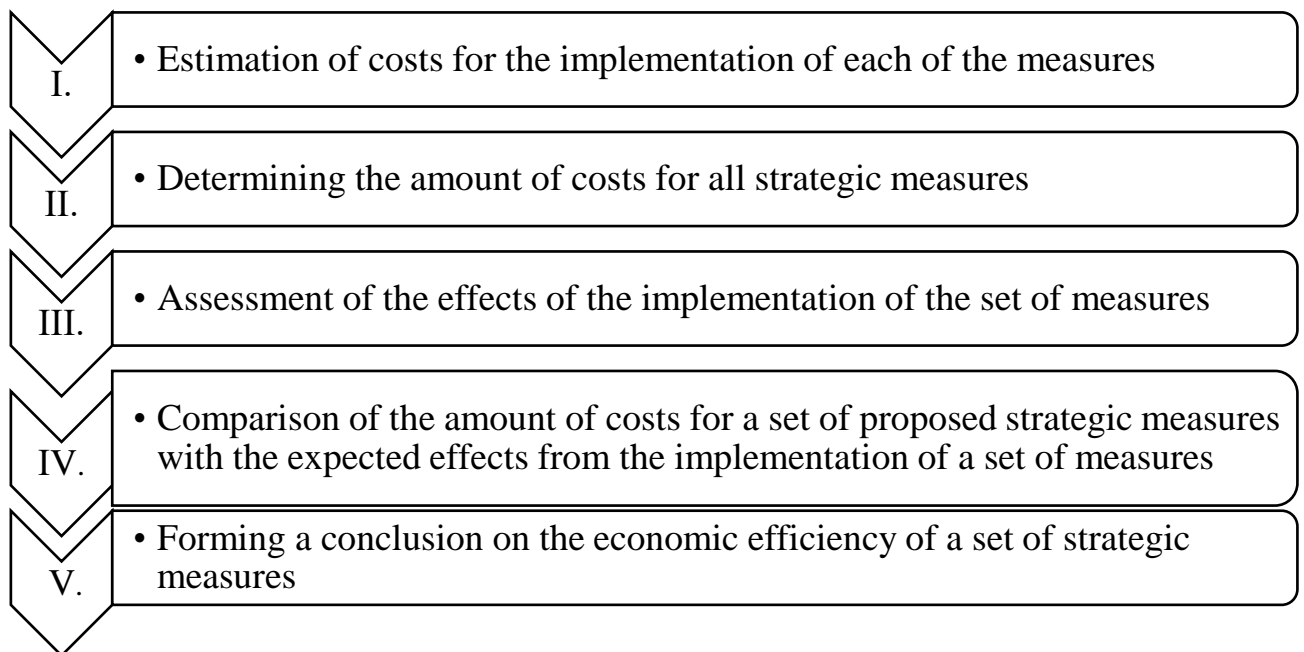 I.
• Estimation of costs for the implementation of each of the measures
II.
• Determining the amount of costs for all strategic measures
III.
• Assessment of the effects of the implementation of the set of measures
IV.
• Comparison of the amount of costs for a set of proposed strategic measures
with the expected effects from the implementation of a set of measures
V.
• Forming a conclusion on the economic efficiency of a set of strategic
measures